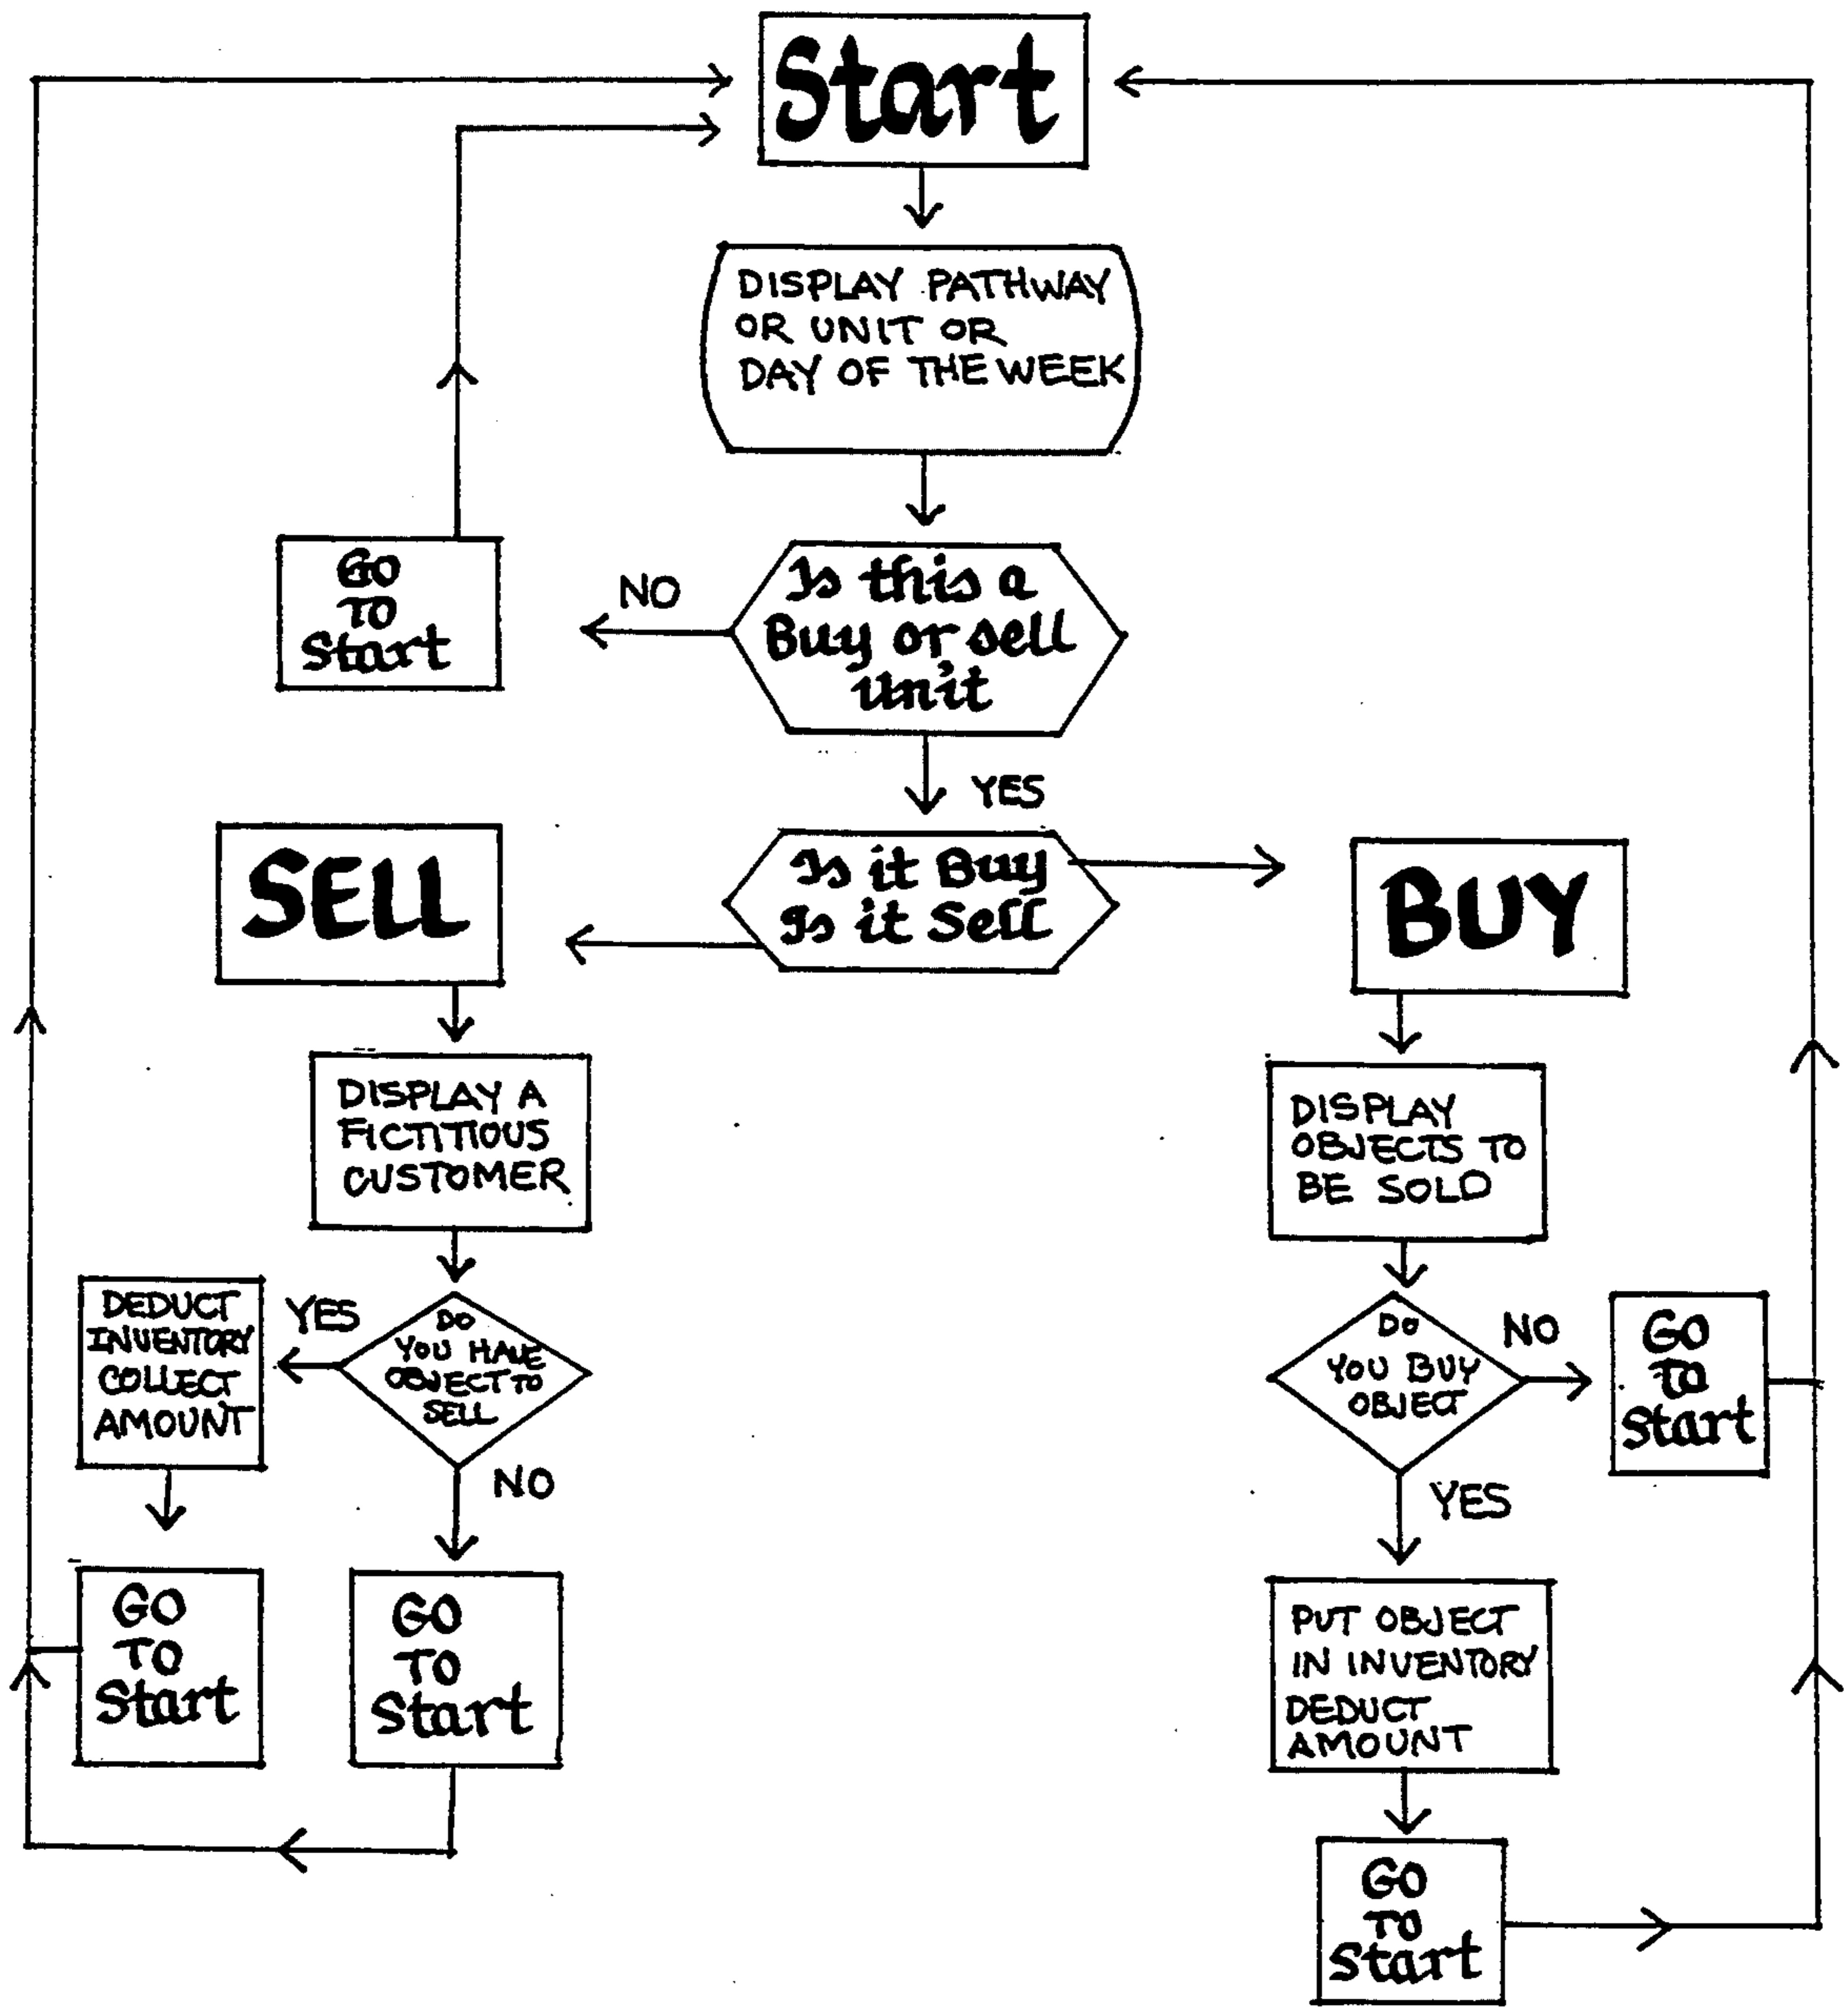 Start
DISPLAY PATHWAY
OR UNIT OR
DAY OF THE WEEK
Is this a
Buy or sell
unit
NO
GO
TO
Start
YES
Is it Buy
Is it Sell
SELL
BUY
DISPLAY A
FICTITIOUS
CUSTOMER
DO
YOU HAVE
OBJECT TO
SELL
YES
DEDUCT
INVENTORY
COLLECT
AMOUNT
GO
TO
Start
NO
GO
TO
Start
DISPLAY
OBJECTS TO
BE SOLD
DO
YOU BUY
OBJECT
NO
GO
TO
Start
YES
PUT OBJECT
IN INVENTORY
DEDUCT
AMOUNT
GO
TO
Start